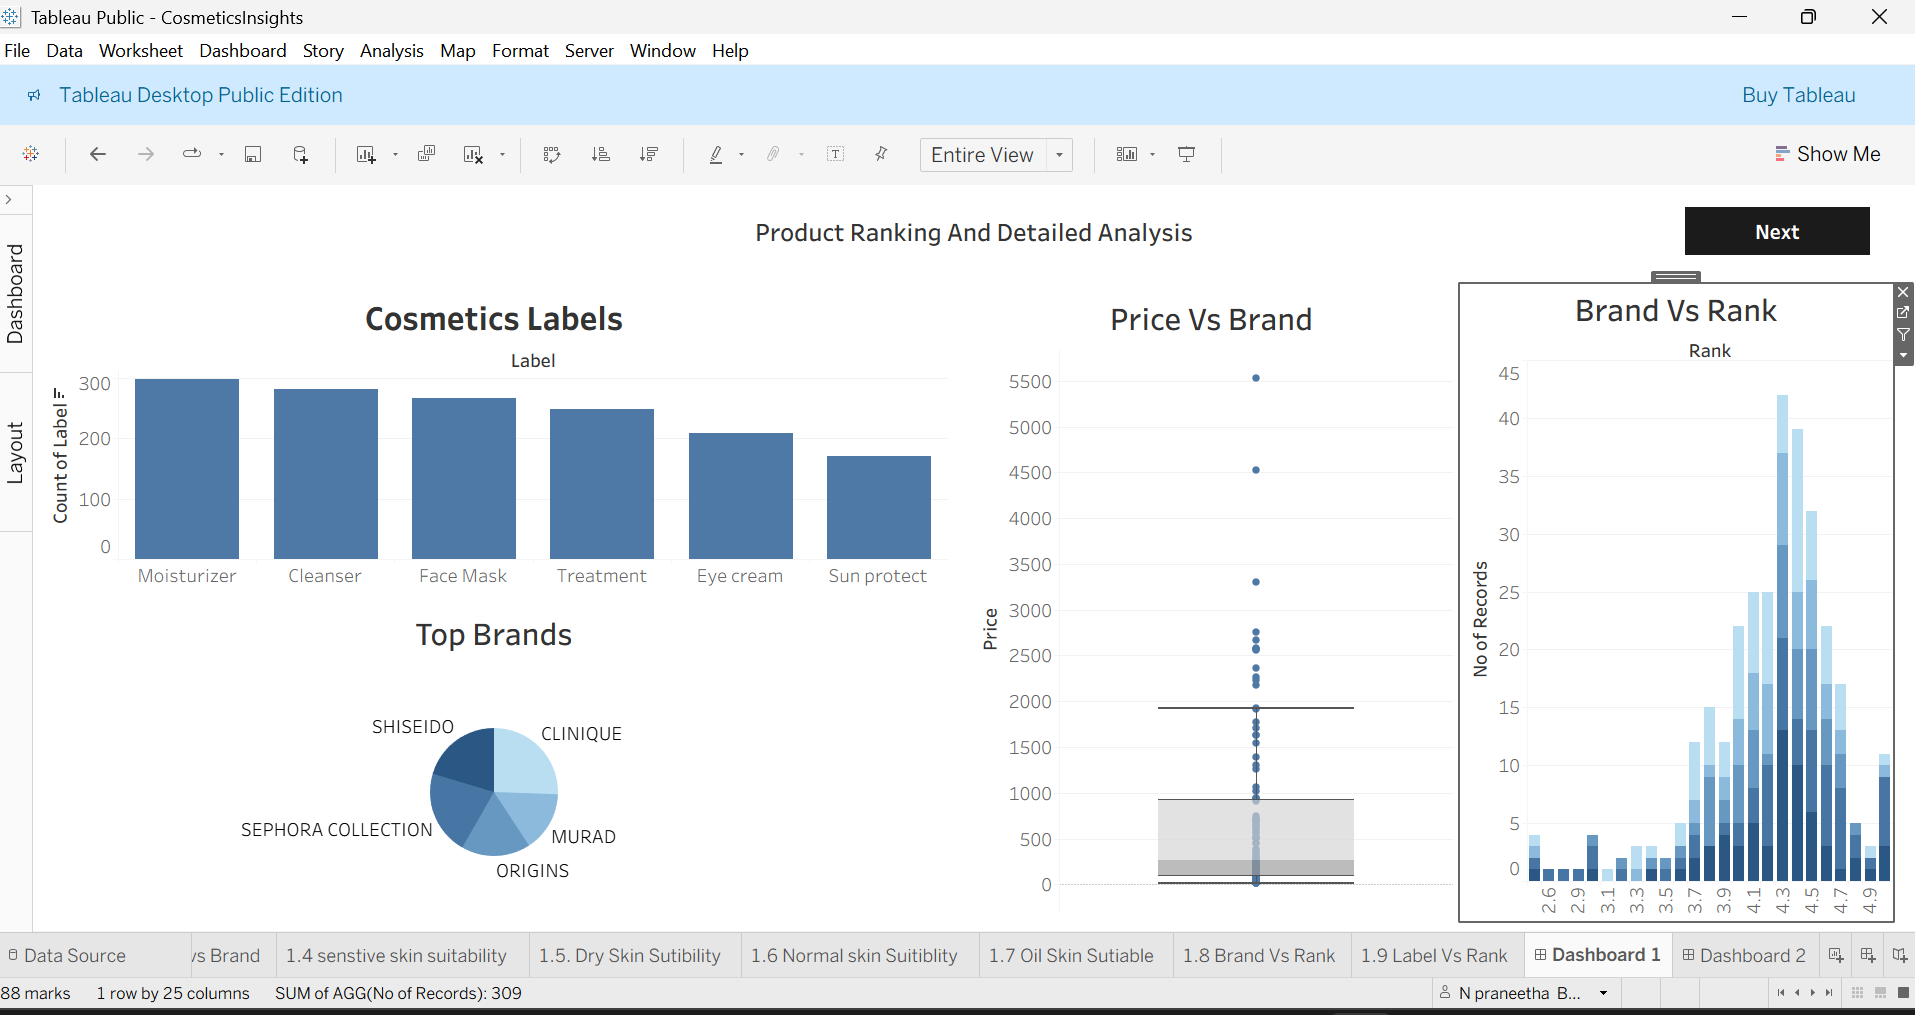 Tableau Public - CosmeticsInsights
File Data Worksheet Dashboard Story Analysis Map Format Server Window Help
Tableau Desktop Public Edition
Buy Tableau
Entire View
Show Me
Dashboard
Layout
Product Ranking And Detailed Analysis
Next
Cosmetics Labels
Label
Count of Label
300
200
100
0
Moisturizer Cleanser Face Mask Treatment Eye cream Sun protect
Top Brands
SHISEIDO
CLINIQUE
SEPHORA COLLECTION
MURAD
ORIGINS
Price Vs Brand
Price
5500
5000
4500
4000
3500
3000
2500
2000
1500
1000
500
0
Brand Vs Rank
Rank
No of Records
45
40
35
30
25
20
15
10
5
0
2.6 2.9 3.1 3.3 3.5 3.7 3.9 4.1 4.3 4.5 4.7 4.9
Data Source vs Brand 1.4 senstive skin suitability 1.5. Dry Skin Sutibility 1.6 Normal skin Suitiblity 1.7 Oil Skin Sutiable 1.8 Brand Vs Rank 1.9 Label Vs Rank Dashboard 1 Dashboard 2
88 marks 1 row by 25 columns SUM of AGG(No of Records): 309
N praneetha B...